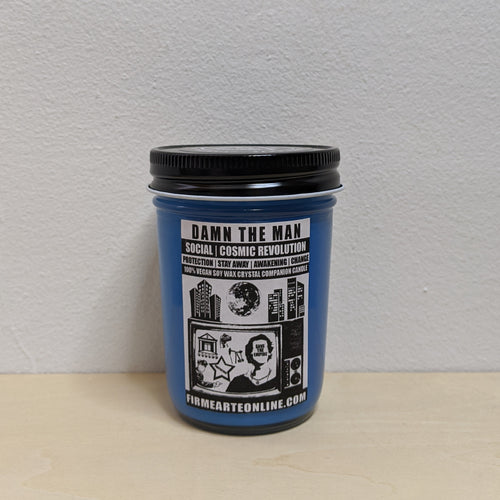 DAMN THE MAN
SOCIAL | COSMIC REVOLUTION
PROTECTION | STAY AWAY | AWAKENING | CHANGE
100% VEGAN SOY WAX CRYSTAL COMPANION CANDLE
FIRMEARTEONLINE.COM